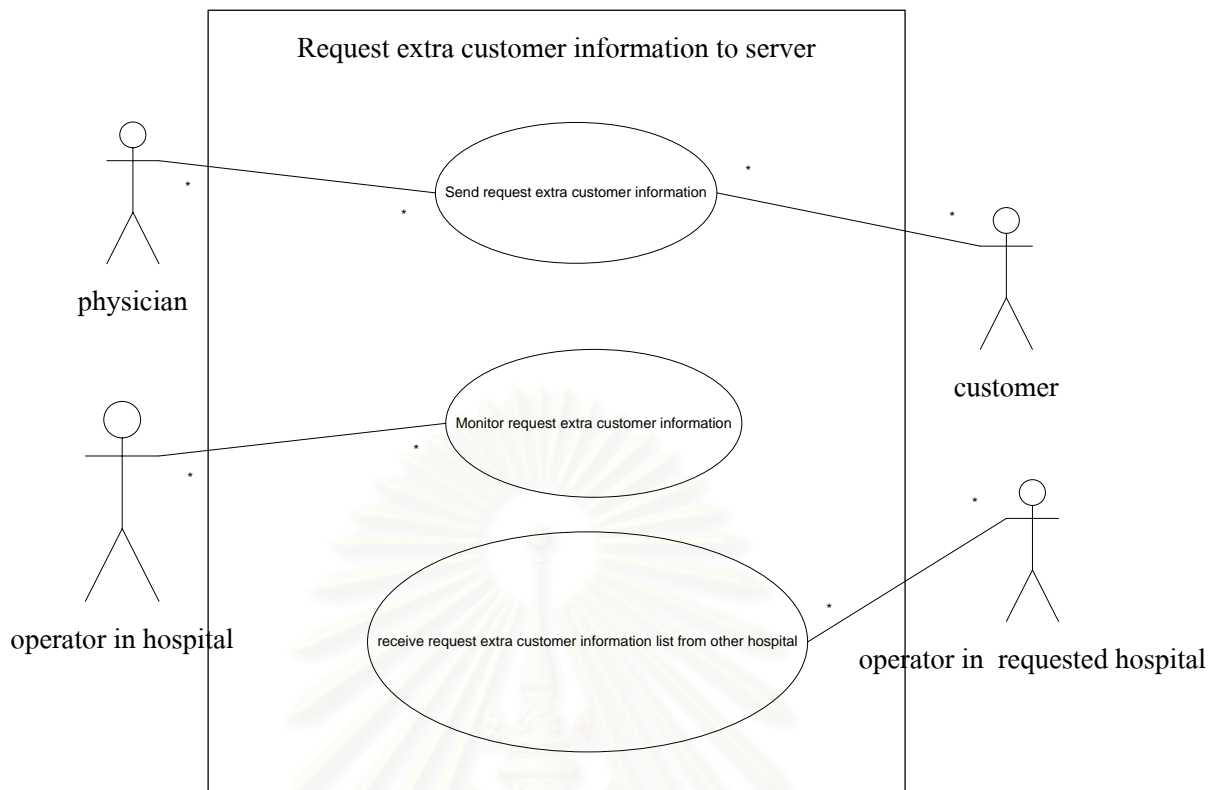 Request extra customer information to server
*
*
Send request extra customer information
*
*
physician
customer
*
*
Monitor request extra customer information
operator in hospital
*
*
receive request extra customer information list from other hospital
operator in  requested hospital